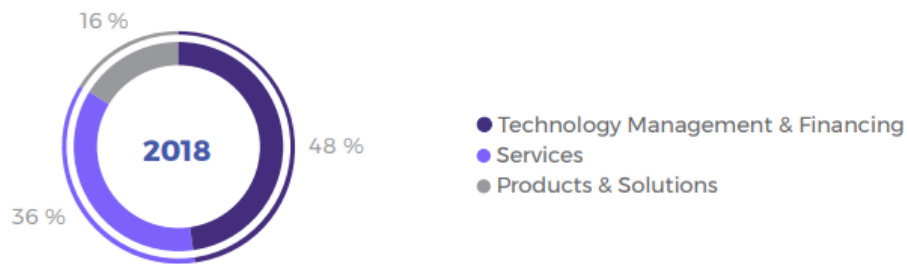 16 %
2018
48 %
36 %
Technology Management & Financing
Services
Products & Solutions